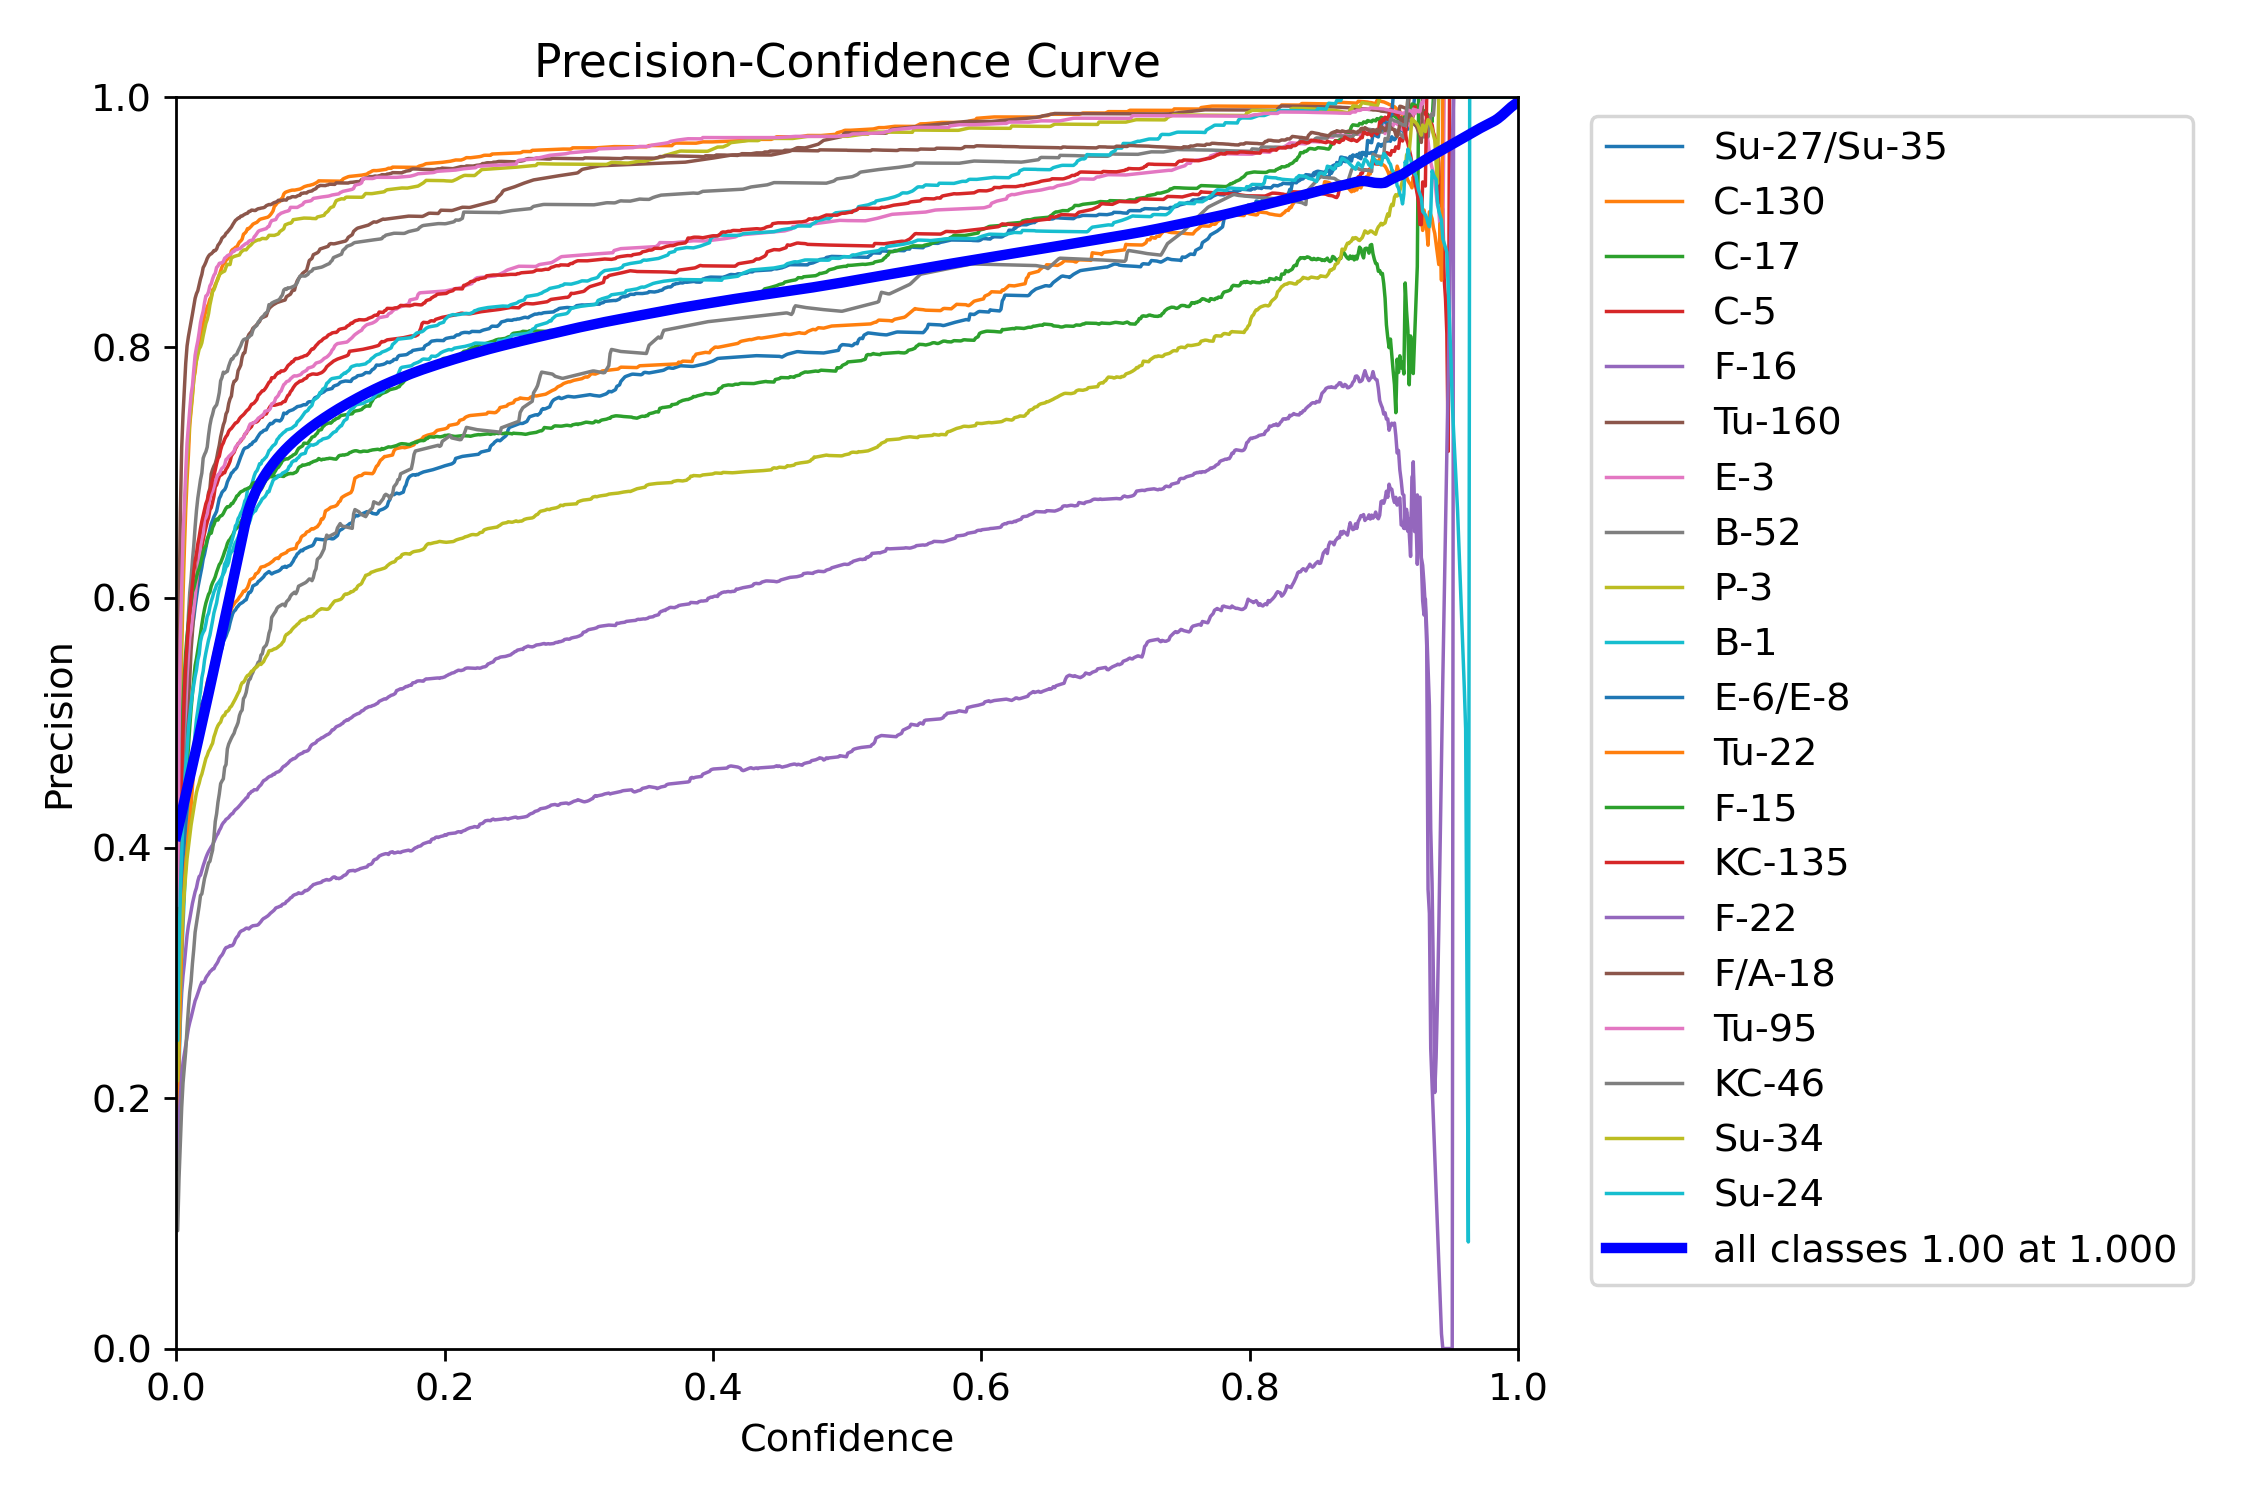 Precision-Confidence Curve
1.0
0.8
0.6
0.4
0.2
0.0
Precision
0.0 0.2 0.4 0.6 0.8 1.0
Confidence
Su-27/Su-35
C-130
C-17
C-5
F-16
Tu-160
E-3
B-52
P-3
B-1
E-6/E-8
Tu-22
F-15
KC-135
F-22
F/A-18
Tu-95
KC-46
Su-34
Su-24
all classes 1.00 at 1.000